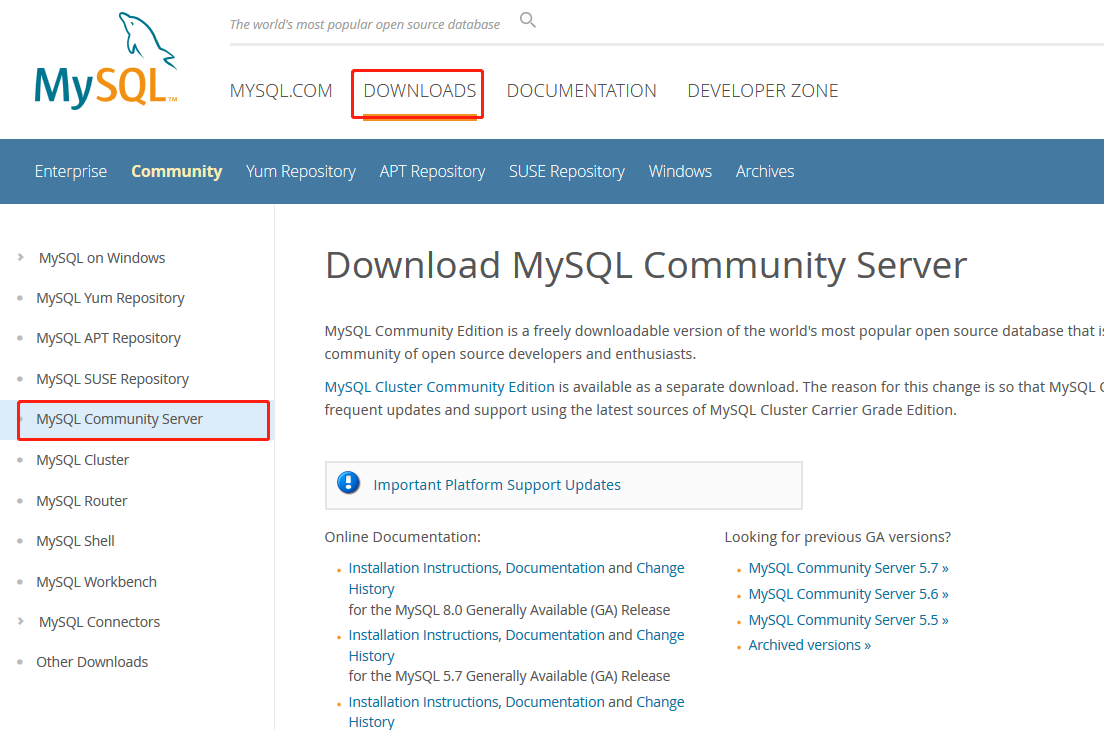 The world's most popular open source database
MySQL™
MYSQL.COM DOWNLOADS DOCUMENTATION DEVELOPER ZONE
Enterprise Community Yum Repository APT Repository SUSE Repository Windows Archives
MySQL on Windows
MySQL Yum Repository
MySQL APT Repository
MySQL SUSE Repository
MySQL Community Server
MySQL Cluster
MySQL Router
MySQL Shell
MySQL Workbench
MySQL Connectors
Other Downloads
Download MySQL Community Server
MySQL Community Edition is a freely downloadable version of the world's most popular open source database that is
community of open source developers and enthusiasts.
MySQL Cluster Community Edition is available as a separate download. The reason for this change is so that MySQL C
frequent updates and support using the latest sources of MySQL Cluster Carrier Grade Edition.
Important Platform Support Updates
Online Documentation:
Installation Instructions, Documentation and Change
History
for the MySQL 8.0 Generally Available (GA) Release
Installation Instructions, Documentation and Change
History
for the MySQL 5.7 Generally Available (GA) Release
Installation Instructions, Documentation and Change
History
Looking for previous GA versions?
MySQL Community Server 5.7 »
MySQL Community Server 5.6 »
MySQL Community Server 5.5 »
Archived versions »